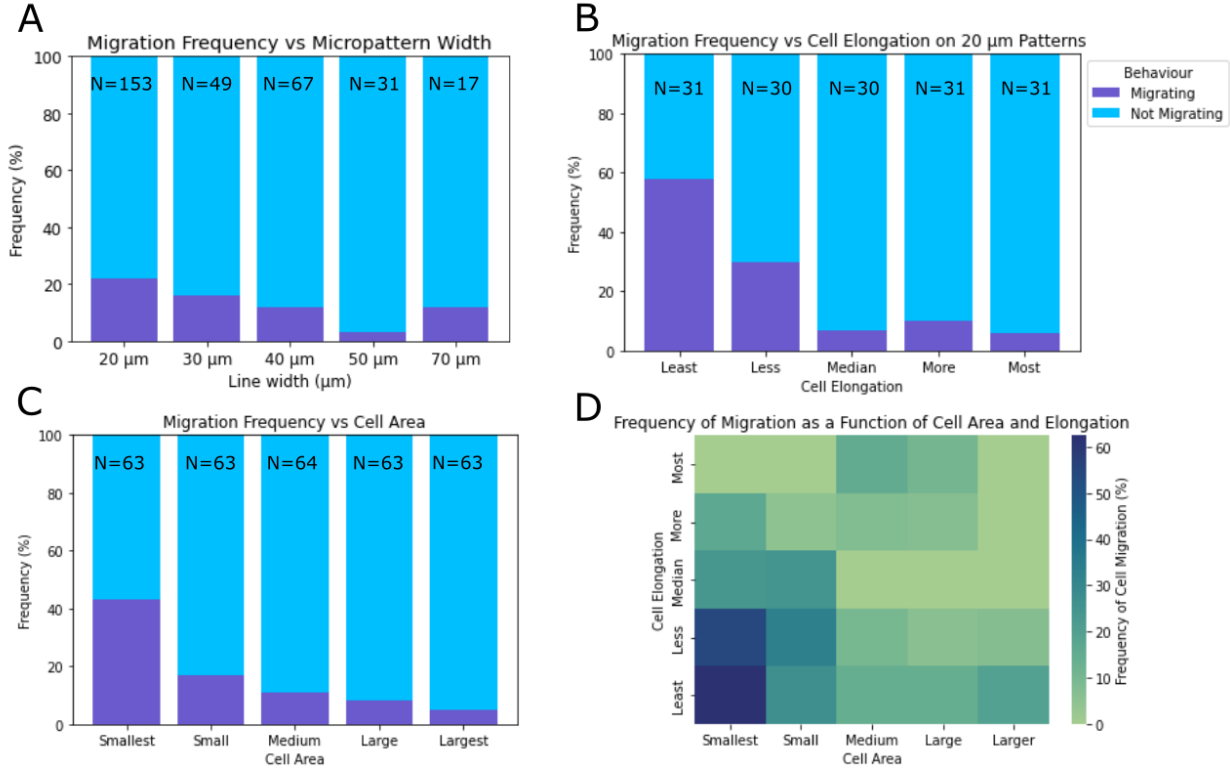 A
Migration Frequency vs Micropattern Width
Frequency (%)
100
80
60
40
20
0
N=153
N=49
N=67
N=31
N=17
20 μm
30 μm
40 μm
50 μm
70 μm
Line width (μm)
B
Migration Frequency vs Cell Elongation on 20 μm Patterns
Frequency (%)
100
80
60
40
20
0
N=31
N=30
N=30
N=31
N=31
Least
Less
Median
More
Most
Cell Elongation
Behaviour
Migrating
Not Migrating
C
Migration Frequency vs Cell Area
Frequency (%)
100
80
60
40
20
0
N=63
N=63
N=64
N=63
N=63
Smallest
Small
Medium
Large
Largest
Cell Area
D
Frequency of Migration as a Function of Cell Area and Elongation
Cell Elongation
Most
More
Median
Less
Least
Smallest
Small
Medium
Large
Larger
Cell Area
60
50
40
30
20
10
0
Frequency of Cell Migration (%)